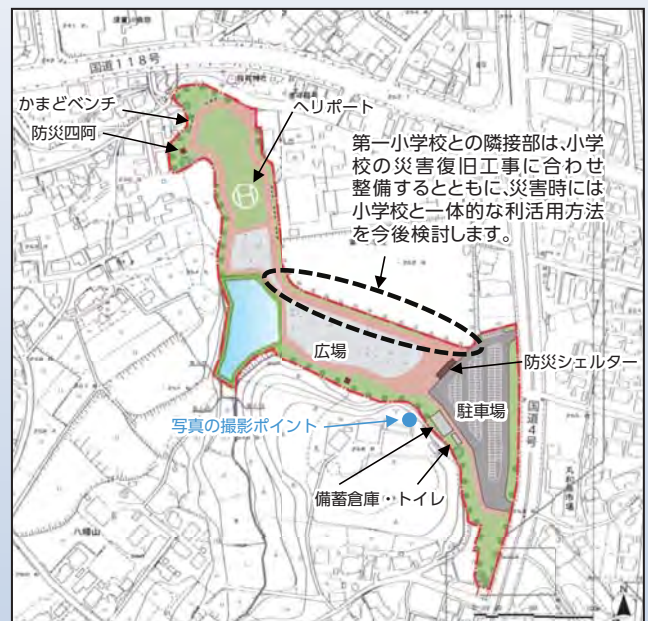 国道118号
かまどベンチ
防災四阿
ヘリポート
第一小学校との隣接部は、小学
校の災害復旧工事に合わせ
整備するとともに、災害時には
小学校と一体的な利活用方法
を今後検討します。
広場
防災シェルター
駐車場
国道4号
写真の撮影ポイント
備蓄倉庫・トイレ
八幡山
N